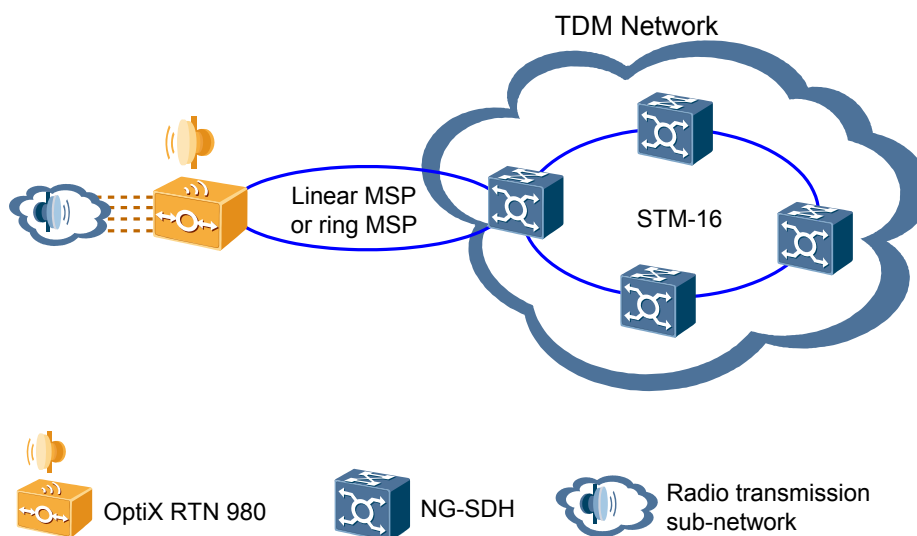 TDM Network
Linear MSP
or ring MSP
STM-16
OptiX RTN 980
NG-SDH
Radio transmission
sub-network